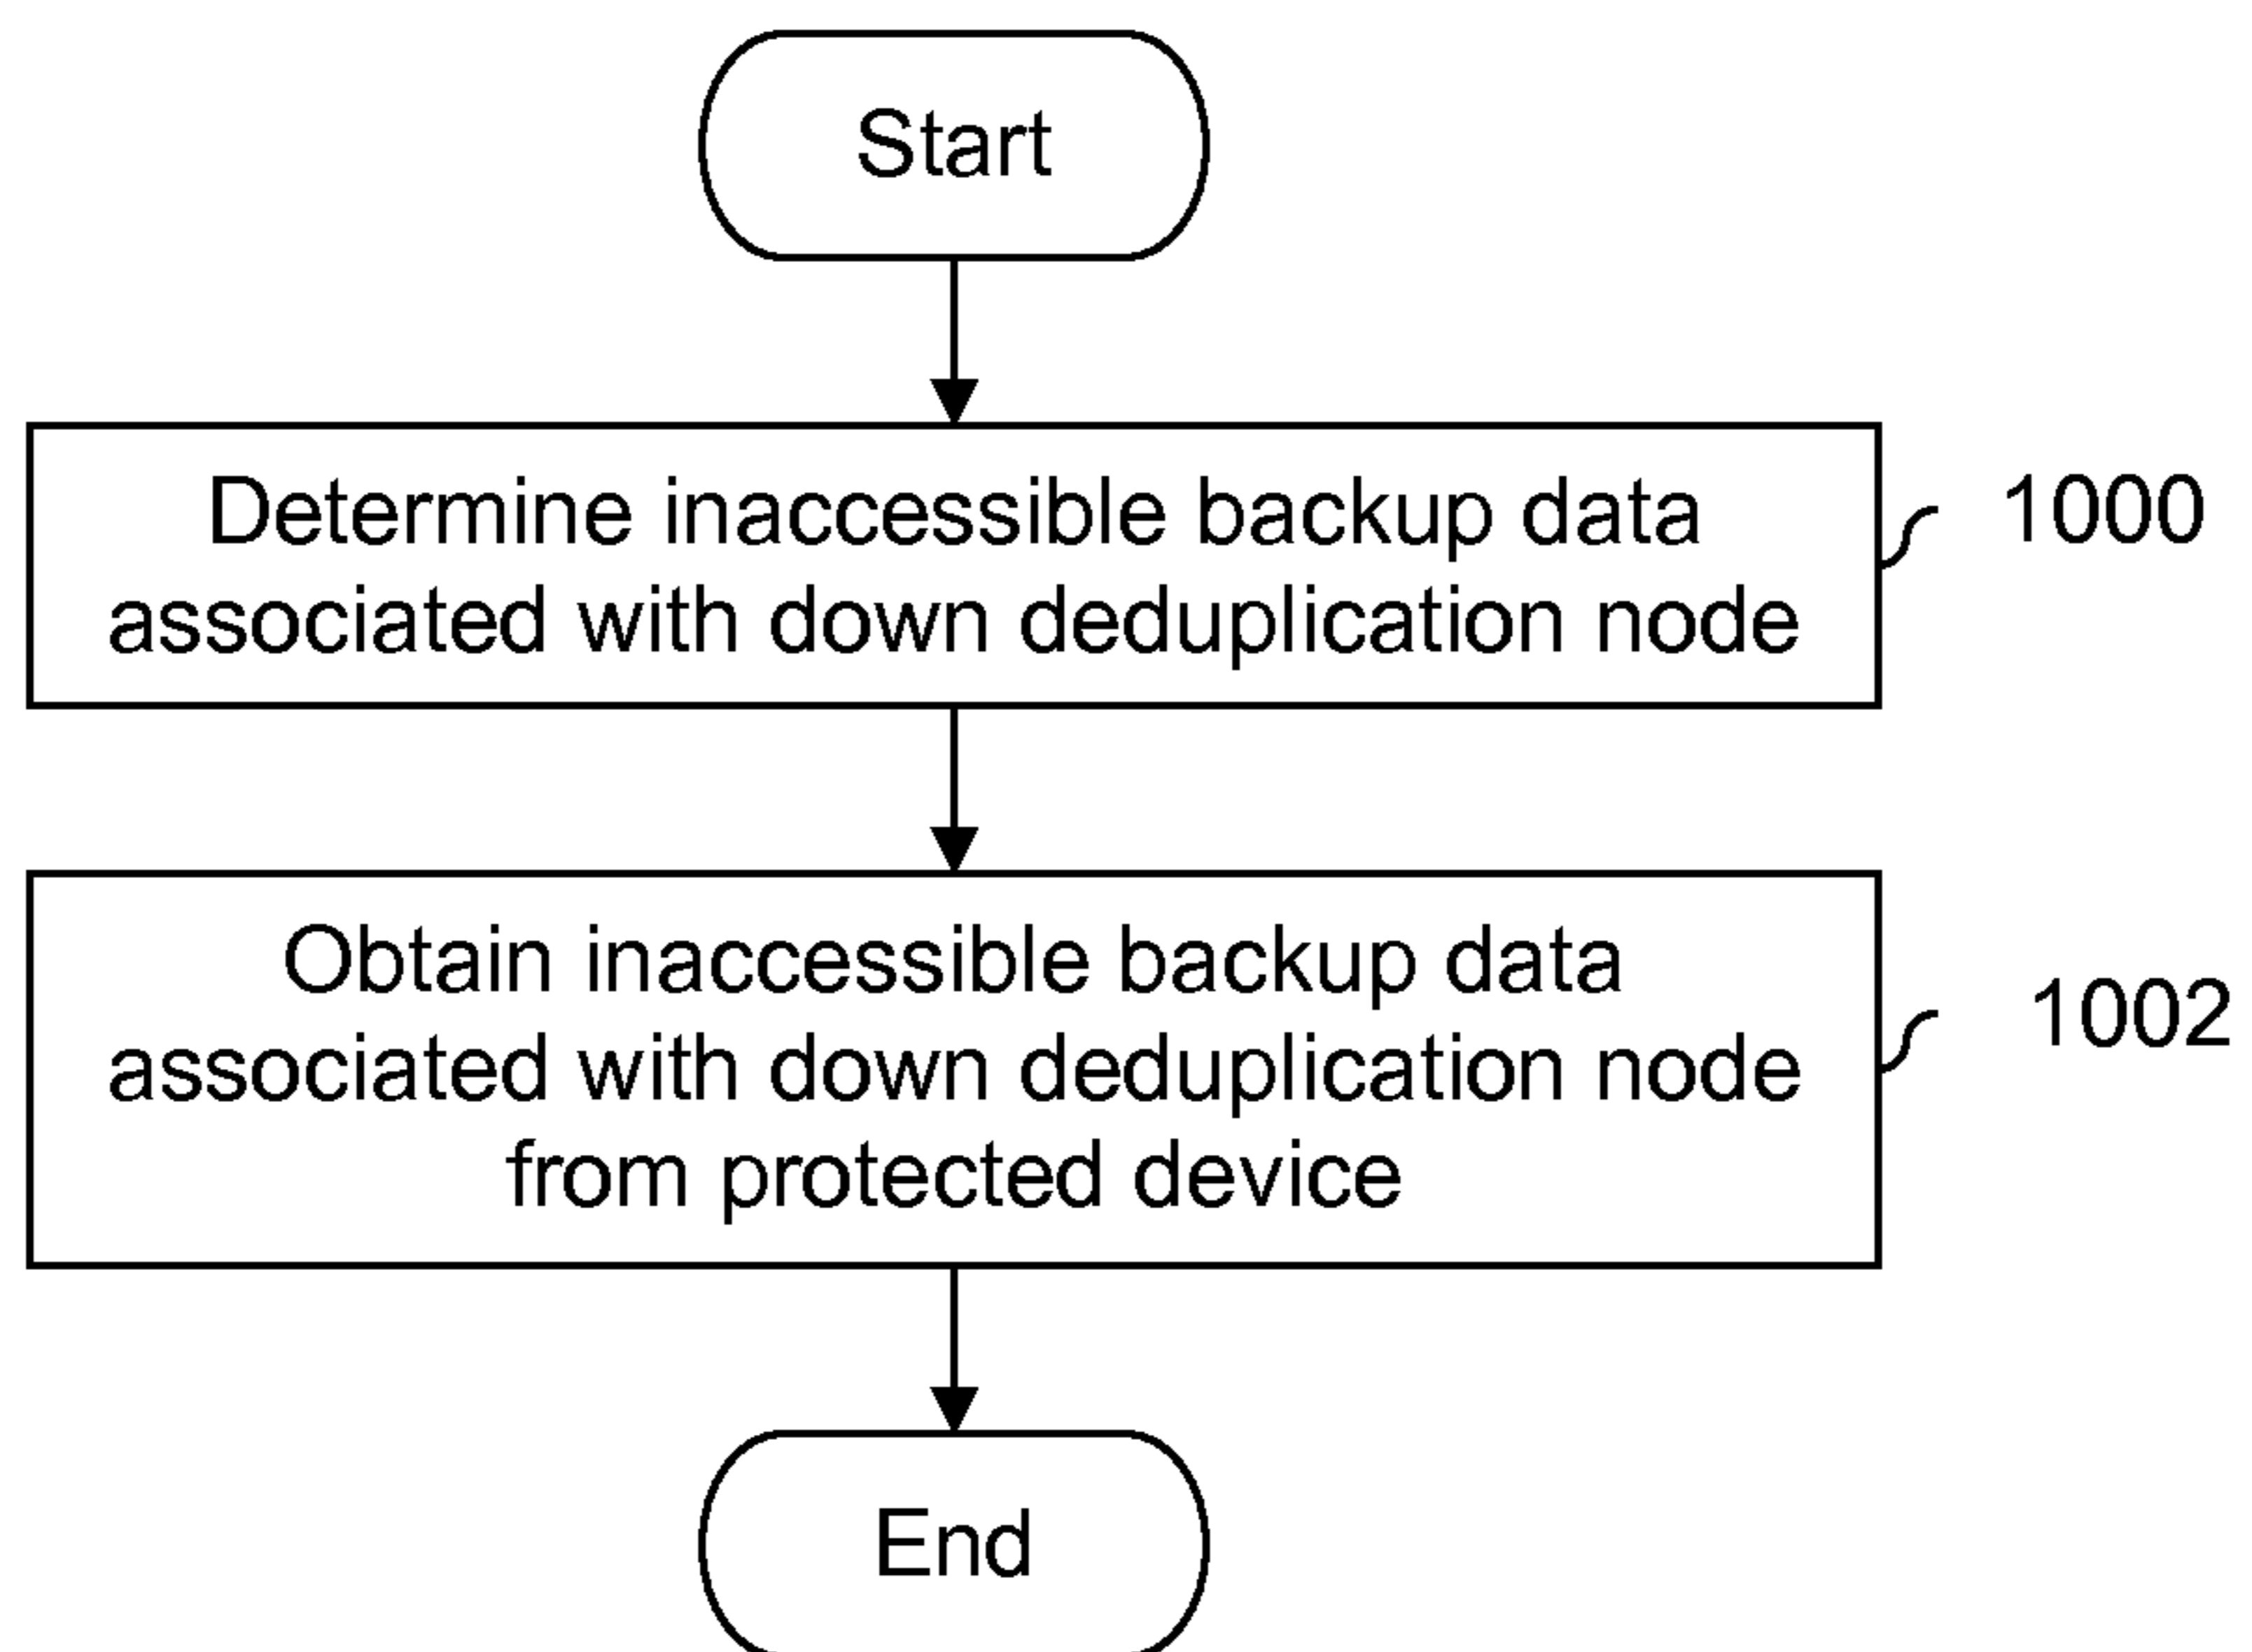 Start
Determine inaccessible backup data
associated with down deduplication node
1000
Obtain inaccessible backup data
associated with down deduplication node
from protected device
1002
End